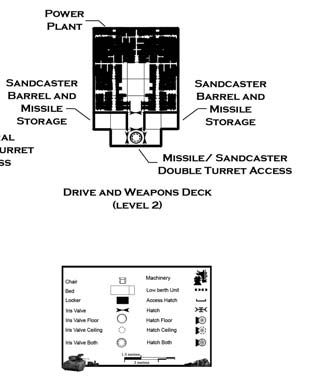 Power
Plant
Sandcaster
Barrel and
Missile
Storage
Sandcaster
Barrel and
Missile
Storage
AL
URRET
SS
Missile/ Sandcaster
Double Turret Access
Drive and Weapons Deck
(level 2)
Chair
Machinery
Bed
Low berth Unit
Locker
Access Hatch
Iris Valve
Hatch
Iris Valve Floor
Hatch Floor
Iris Valve Ceiling
Hatch Ceiling
Iris Valve Both
Hatch Both
1.5 metres
3 metres